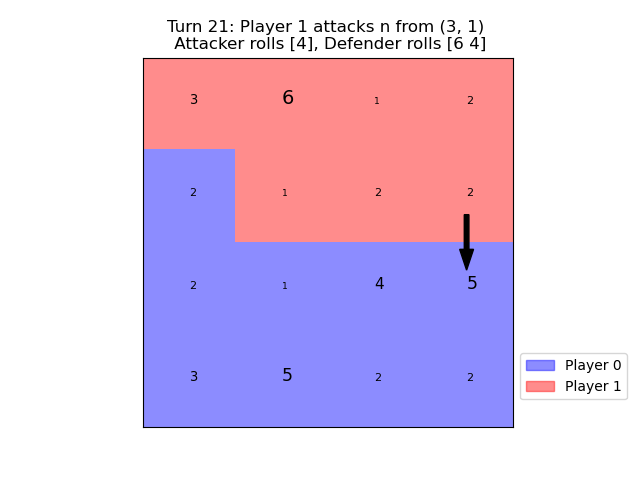 Turn 21: Player 1 attacks n from (3, 1)
Attacker rolls [4], Defender rolls [6 4]
3 6 1 2
2 1 2 2
2 1 4 5
3 5 2 2
Player 0
Player 1